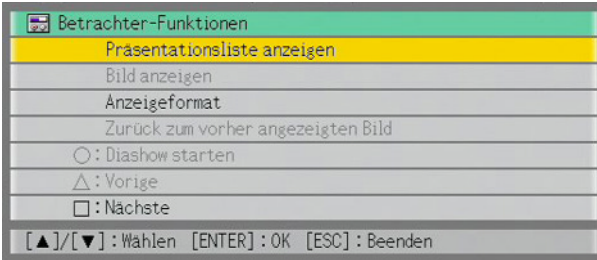 Betrachter-Funktionen
Präsentationsliste anzeigen
Bild anzeigen
Anzeigeformat
Zurück zum vorher angezeigten Bild
○:Diashow starten
△:Vorige
□:Nächste
[▲]/[▼]:Wählen [ENTER]:OK [ESC]:Beenden